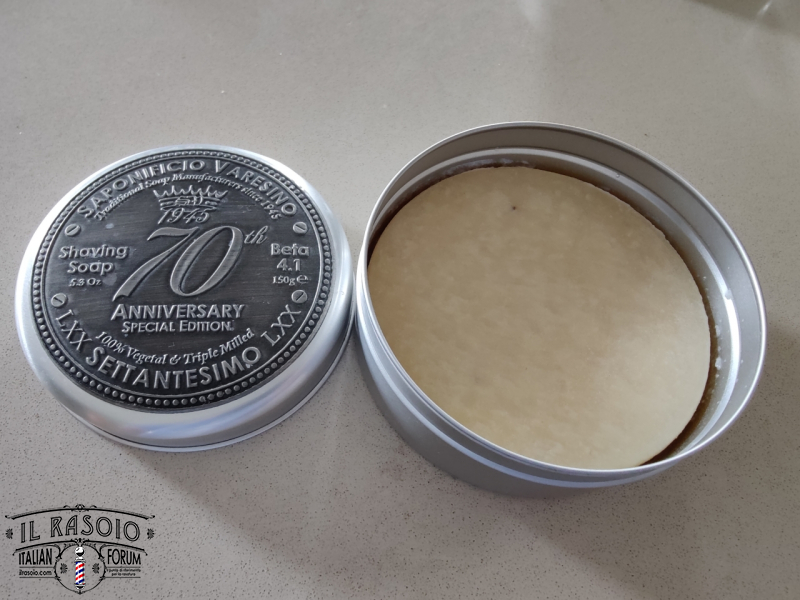 SAPONIFICIO VARESINO
Traditional Soap Manufacturers since 1945
1945
70th
Shaving
Soap
5.3 Oz
Beta
4.1
150g e
ANNIVERSARY
SPECIAL EDITION
100% Vegetal & Triple Milled
LXX SETTANTESIMO LXX
IL RASOIO
ITALIAN FORUM
ilrasoio.com